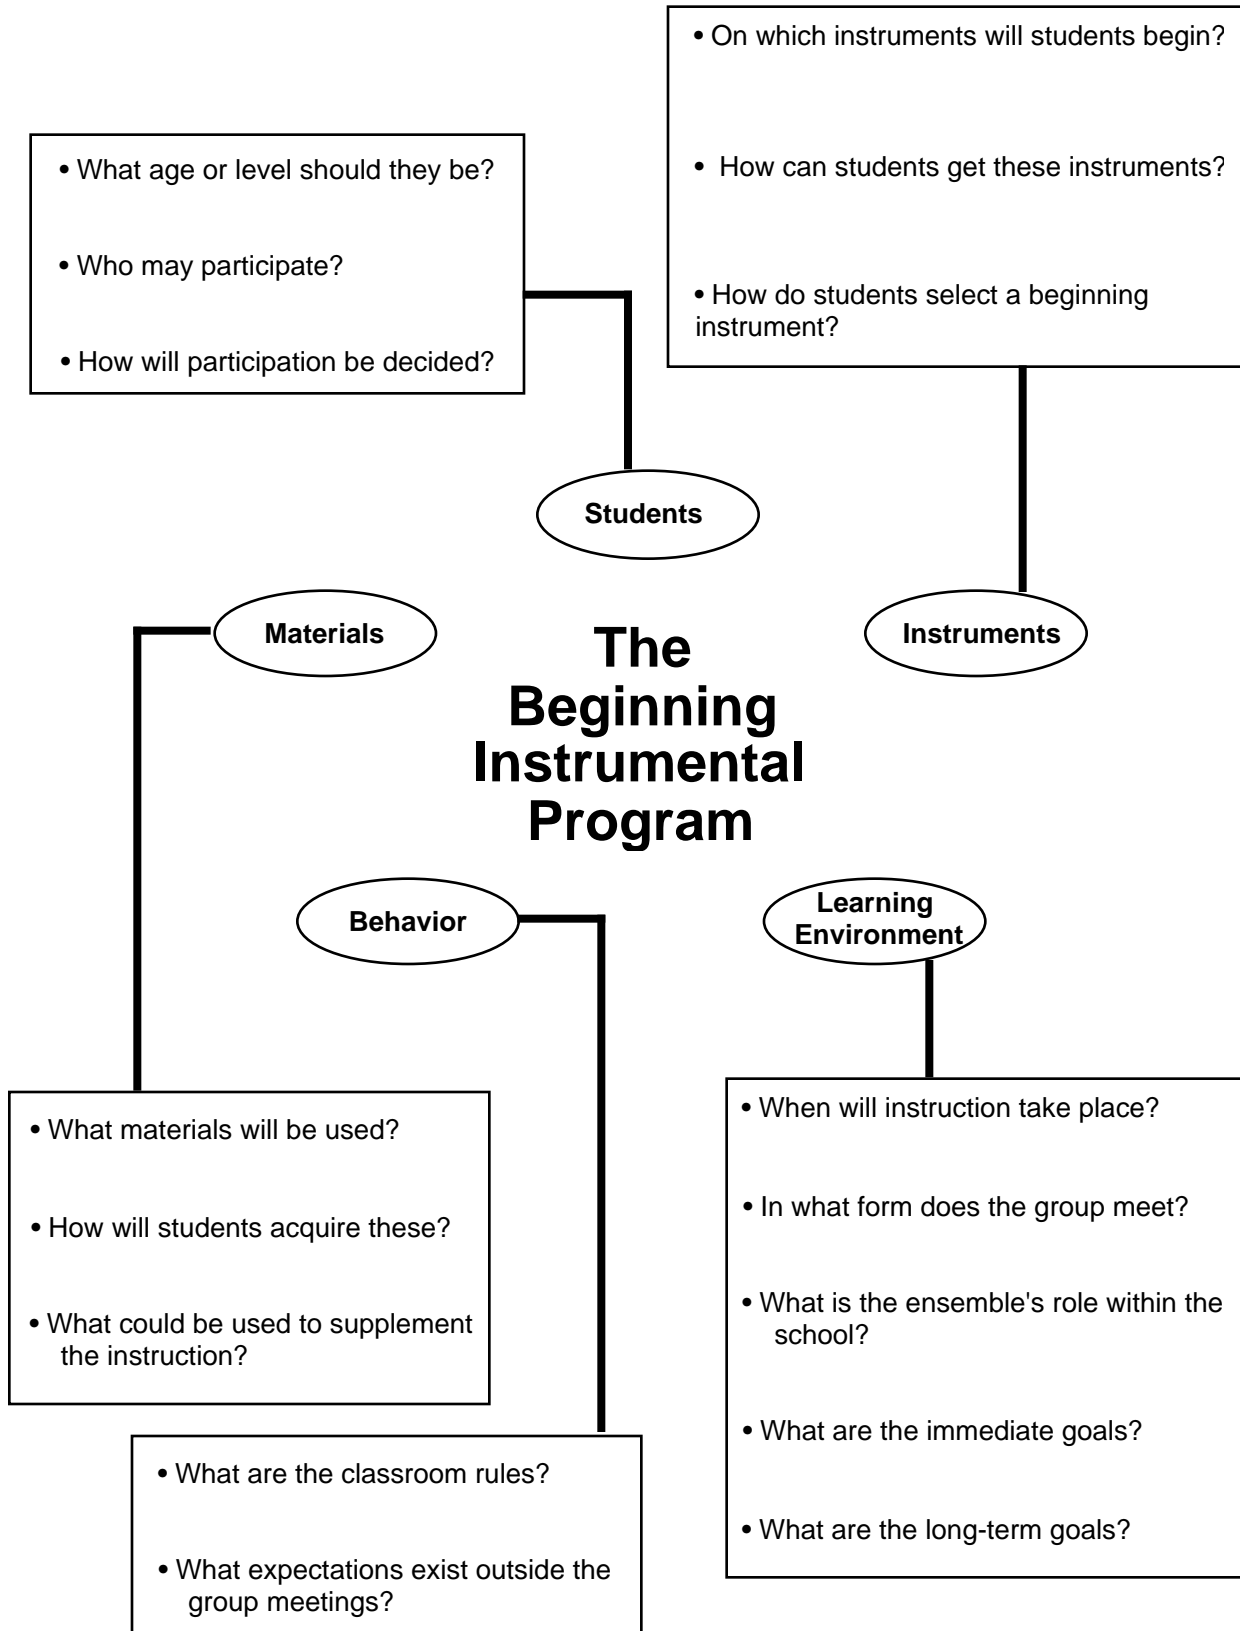 • On which instruments will students begin?
• How can students get these instruments?
• How do students select a beginning
instrument?
• What age or level should they be?
• Who may participate?
• How will participation be decided?
Students
Materials
Instruments
The
Beginning
Instrumental
Program
Behavior
Learning
Environment
• What materials will be used?
• How will students acquire these?
• What could be used to supplement
the instruction?
• When will instruction take place?
• In what form does the group meet?
• What is the ensemble's role within the
school?
• What are the immediate goals?
• What are the long-term goals?
• What are the classroom rules?
• What expectations exist outside the
group meetings?